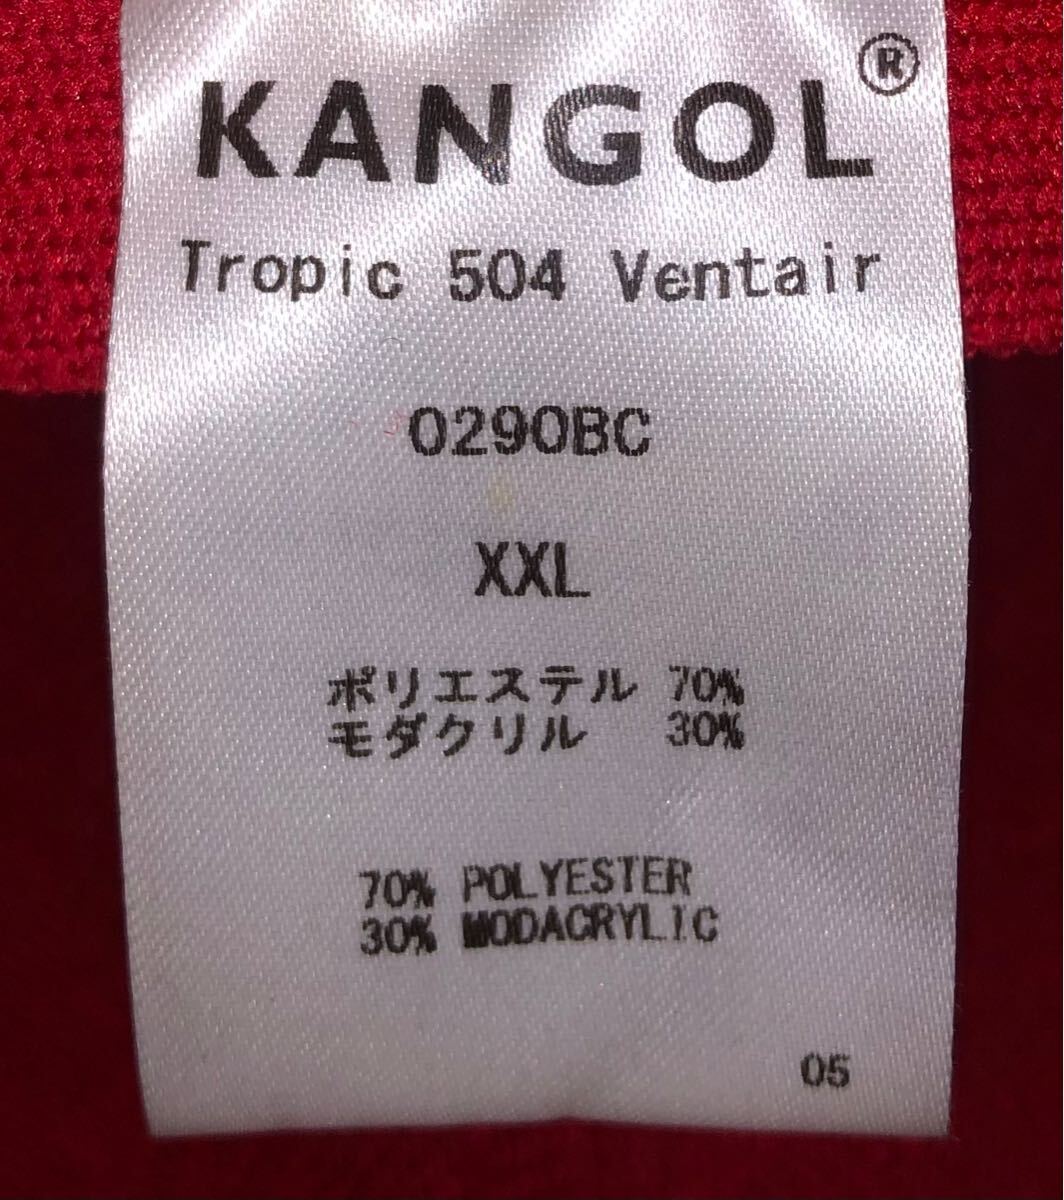 KANGOL®
Tropic 504 Ventair
0290BC
XXL
ポリエステル 70%
モダクリル 30%
70% POLYESTER
30% MODACRYLIC
05